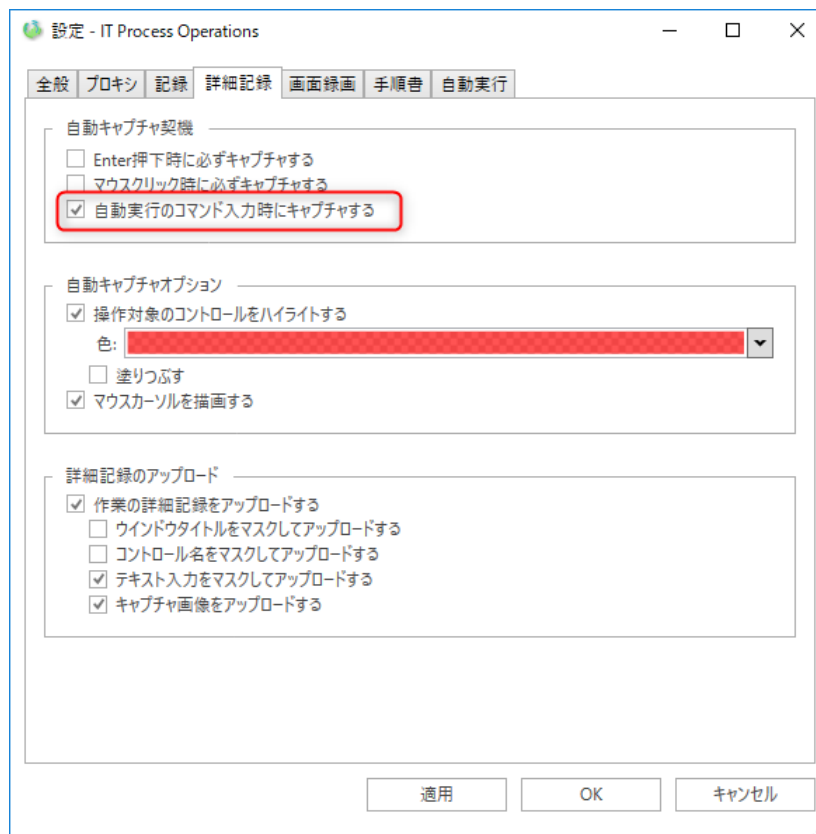 設定 - IT Process Operations
全般 プロキシ 記録 詳細記録 画面録画 手順書 自動実行
自動キャプチャ契機
Enter押下時に必ずキャプチャする
マウスクリック時に必ずキャプチャする
自動実行のコマンド入力時にキャプチャする
自動キャプチャオプション
操作対象のコントロールをハイライトする
色:
塗りつぶす
マウスカーソルを描画する
詳細記録のアップロード
作業の詳細記録をアップロードする
ウインドウタイトルをマスクしてアップロードする
コントロール名をマスクしてアップロードする
テキスト入力をマスクしてアップロードする
キャプチャ画像をアップロードする
適用 OK キャンセル